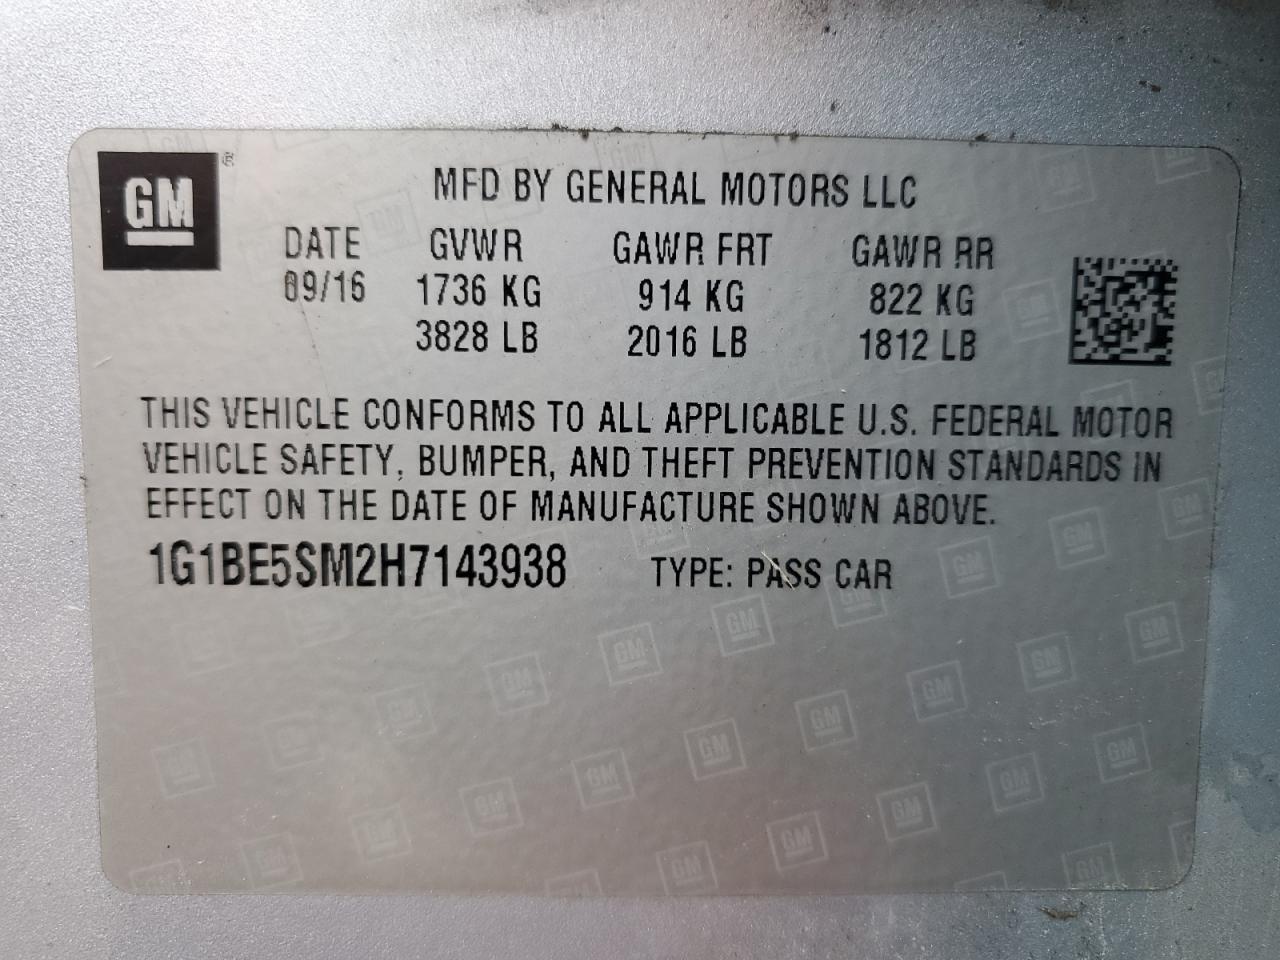 GM
MFD BY GENERAL MOTORS LLC
DATE GVWR GAWR FRT GAWR RR
09/16 1736 KG 914 KG 822 KG
3828 LB 2016 LB 1812 LB
THIS VEHICLE CONFORMS TO ALL APPLICABLE U.S. FEDERAL MOTOR
VEHICLE SAFETY, BUMPER, AND THEFT PREVENTION STANDARDS IN
EFFECT ON THE DATE OF MANUFACTURE SHOWN ABOVE.
1G1BE5SM2H7143938 TYPE: PASS CAR